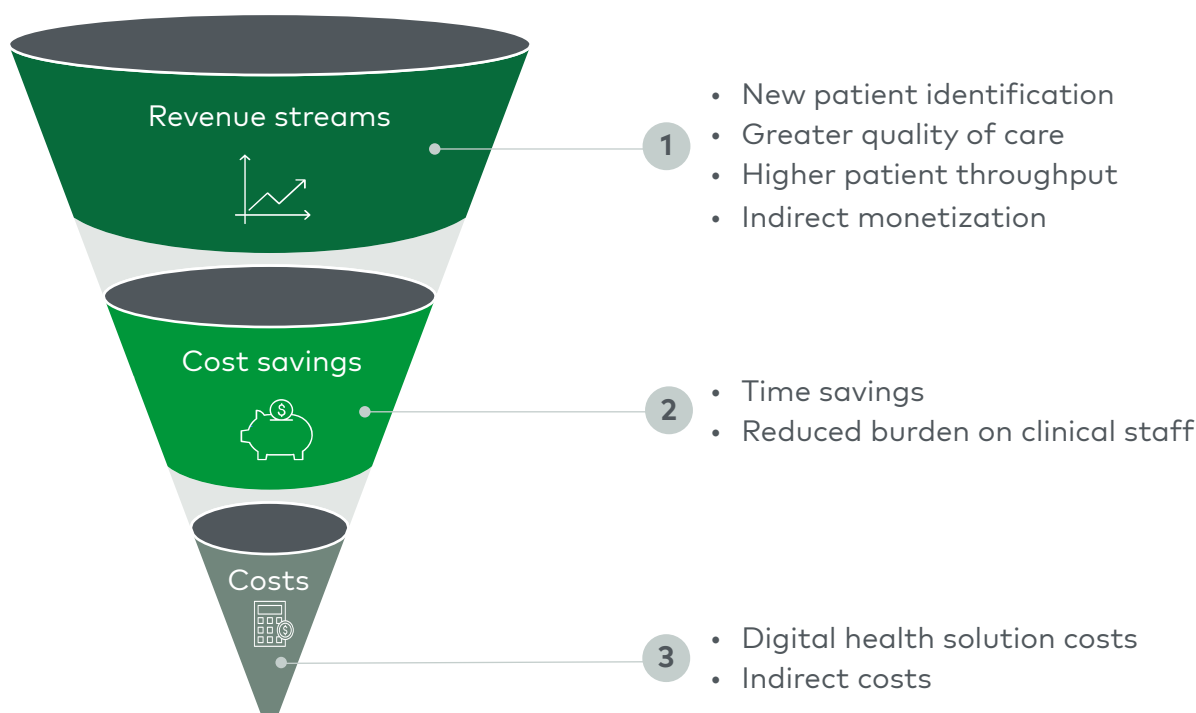 Revenue streams
1
• New patient identification
• Greater quality of care
• Higher patient throughput
• Indirect monetization
Cost savings
$
2
• Time savings
• Reduced burden on clinical staff
Costs
$
3
• Digital health solution costs
• Indirect costs